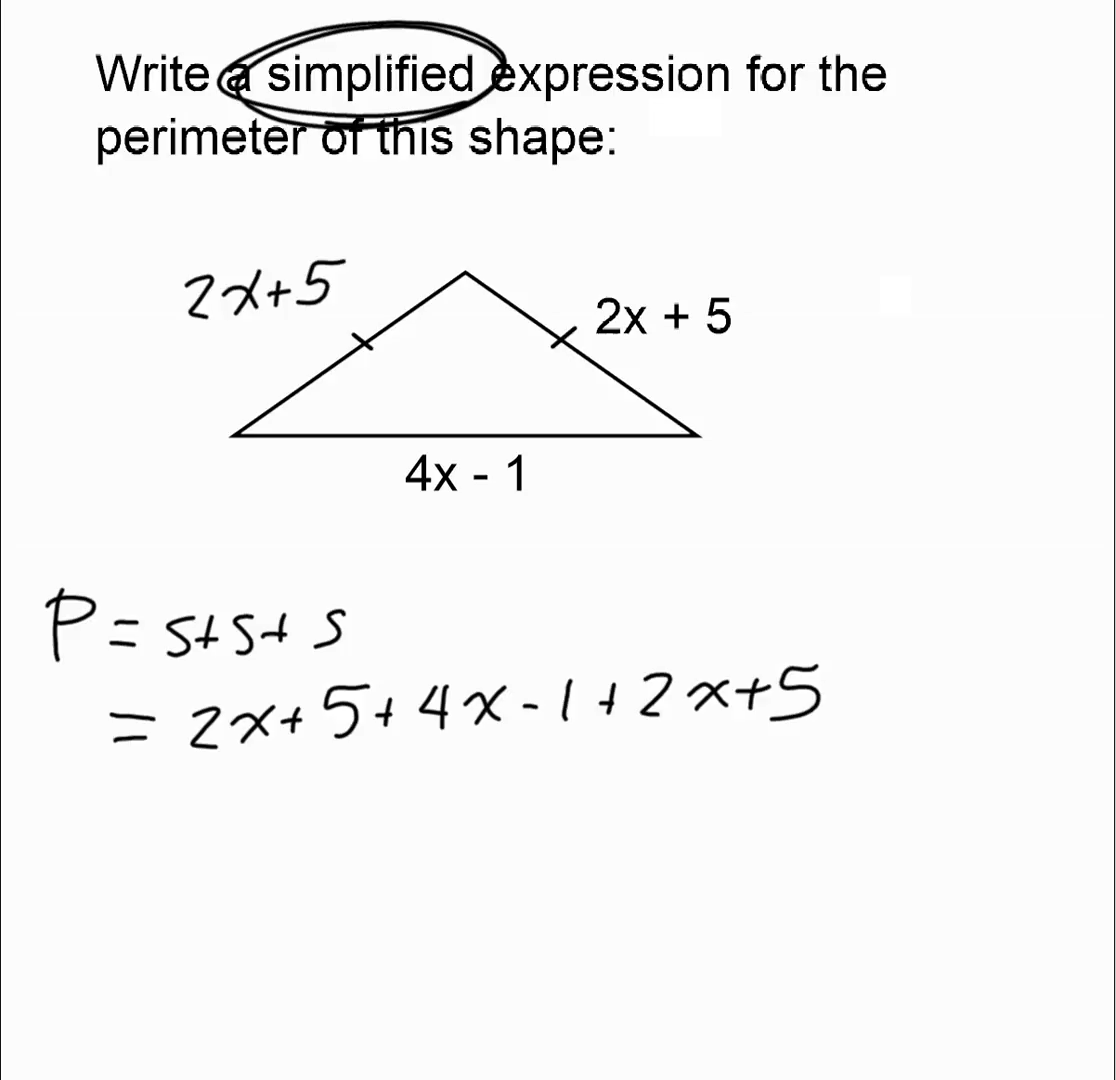 Write a simplified expression for the
perimeter of this shape:
2x+5
2x + 5
4x - 1
P = s+s+s
= 2x+5+4x-1+2x+5